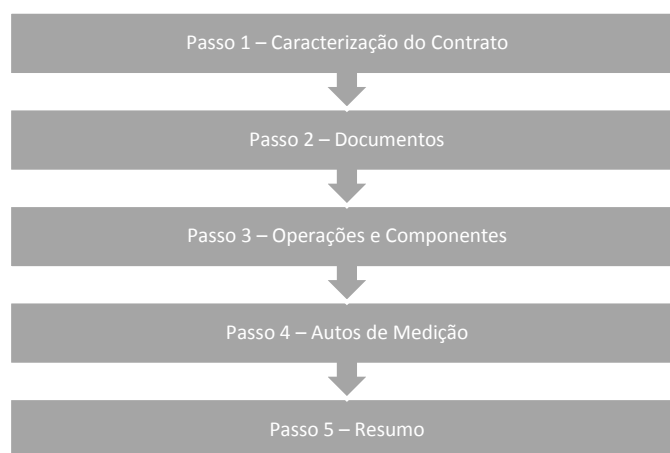 Passo 1 – Caracterização do Contrato
Passo 2 – Documentos
Passo 3 – Operações e Componentes
Passo 4 – Autos de Medição
Passo 5 – Resumo